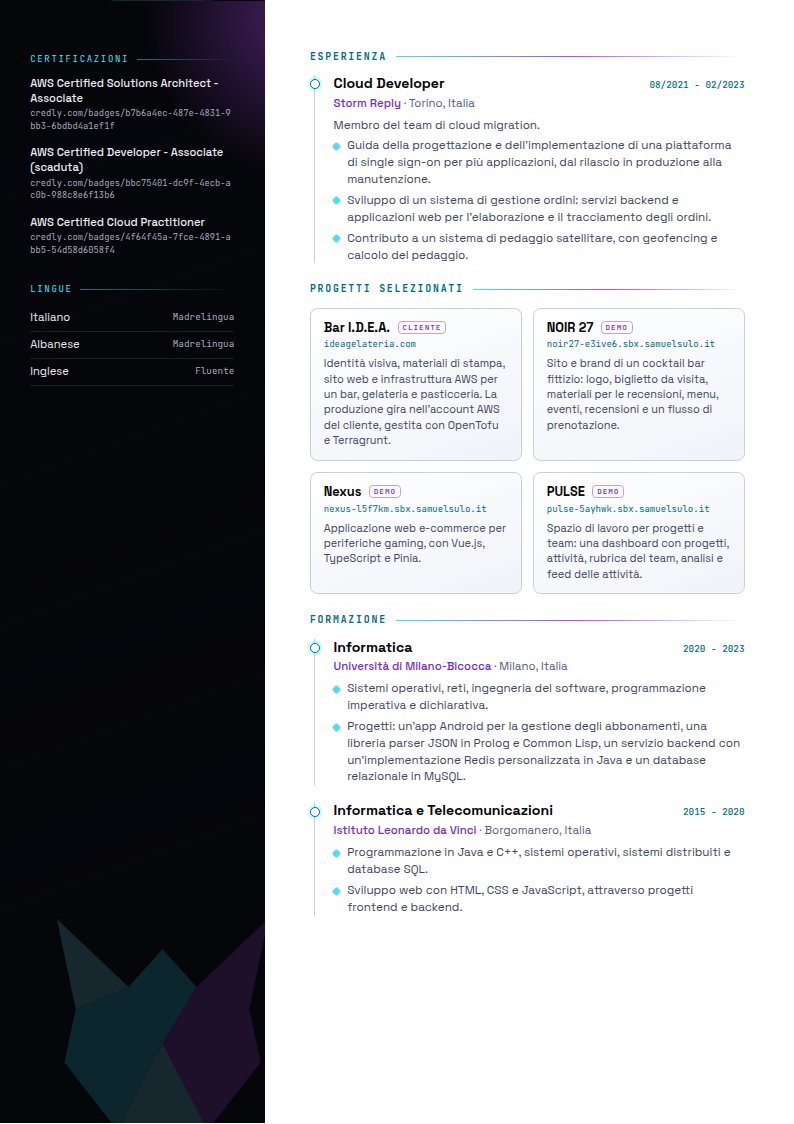 CERTIFICAZIONI
AWS Certified Solutions Architect -
Associate
credly.com/badges/b7b6a4ec-487e-4831-9
bb3-6bdbd4a1ef1f
AWS Certified Developer - Associate
(scaduta)
credly.com/badges/bbc75401-dc9f-4ecb-a
c0b-988c8e6f13b6
AWS Certified Cloud Practitioner
credly.com/badges/4f64f45a-7fce-4891-a
bb5-54d58d6058f4
LINGUE
Italiano Madrelingua
Albanese Madrelingua
Inglese Fluente
ESPERIENZA
Cloud Developer 08/2021 - 02/2023
Storm Reply · Torino, Italia
Membro del team di cloud migration.
Guida della progettazione e dell'implementazione di una piattaforma
di single sign-on per più applicazioni, dal rilascio in produzione alla
manutenzione.
Sviluppo di un sistema di gestione ordini: servizi backend e
applicazioni web per l'elaborazione e il tracciamento degli ordini.
Contributo a un sistema di pedaggio satellitare, con geofencing e
calcolo del pedaggio.
PROGETTI SELEZIONATI
Bar I.D.E.A. CLIENTE
ideagelateria.com
Identità visiva, materiali di stampa,
sito web e infrastruttura AWS per
un bar, gelateria e pasticceria. La
produzione gira nell'account AWS
del cliente, gestita con OpenTofu
e Terragrunt.
NOIR 27 DEMO
noir27-e3ive6.sbx.samuelsulo.it
Sito e brand di un cocktail bar
fittizio: logo, biglietto da visita,
materiali per le recensioni, menu,
eventi, recensioni e un flusso di
prenotazione.
Nexus DEMO
nexus-l5f7km.sbx.samuelsulo.it
Applicazione web e-commerce per
periferiche gaming, con Vue.js,
TypeScript e Pinia.
PULSE DEMO
pulse-5ayhwk.sbx.samuelsulo.it
Spazio di lavoro per progetti e
team: una dashboard con progetti,
attività, rubrica del team, analisi e
feed delle attività.
FORMAZIONE
Informatica 2020 - 2023
Università di Milano-Bicocca · Milano, Italia
Sistemi operativi, reti, ingegneria del software, programmazione
imperativa e dichiarativa.
Progetti: un'app Android per la gestione degli abbonamenti, una
libreria parser JSON in Prolog e Common Lisp, un servizio backend con
un'implementazione Redis personalizzata in Java e un database
relazionale in MySQL.
Informatica e Telecomunicazioni 2015 - 2020
Istituto Leonardo da Vinci · Borgomanero, Italia
Programmazione in Java e C++, sistemi operativi, sistemi distribuiti e
database SQL.
Sviluppo web con HTML, CSS e JavaScript, attraverso progetti
frontend e backend.